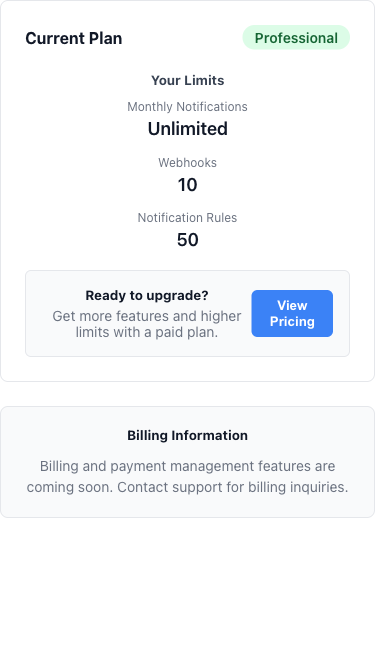 Current Plan
Professional
Your Limits
Monthly Notifications
Unlimited
Webhooks
10
Notification Rules
50
Ready to upgrade?
Get more features and higher
limits with a paid plan.
View
Pricing
Billing Information
Billing and payment management features are
coming soon. Contact support for billing inquiries.